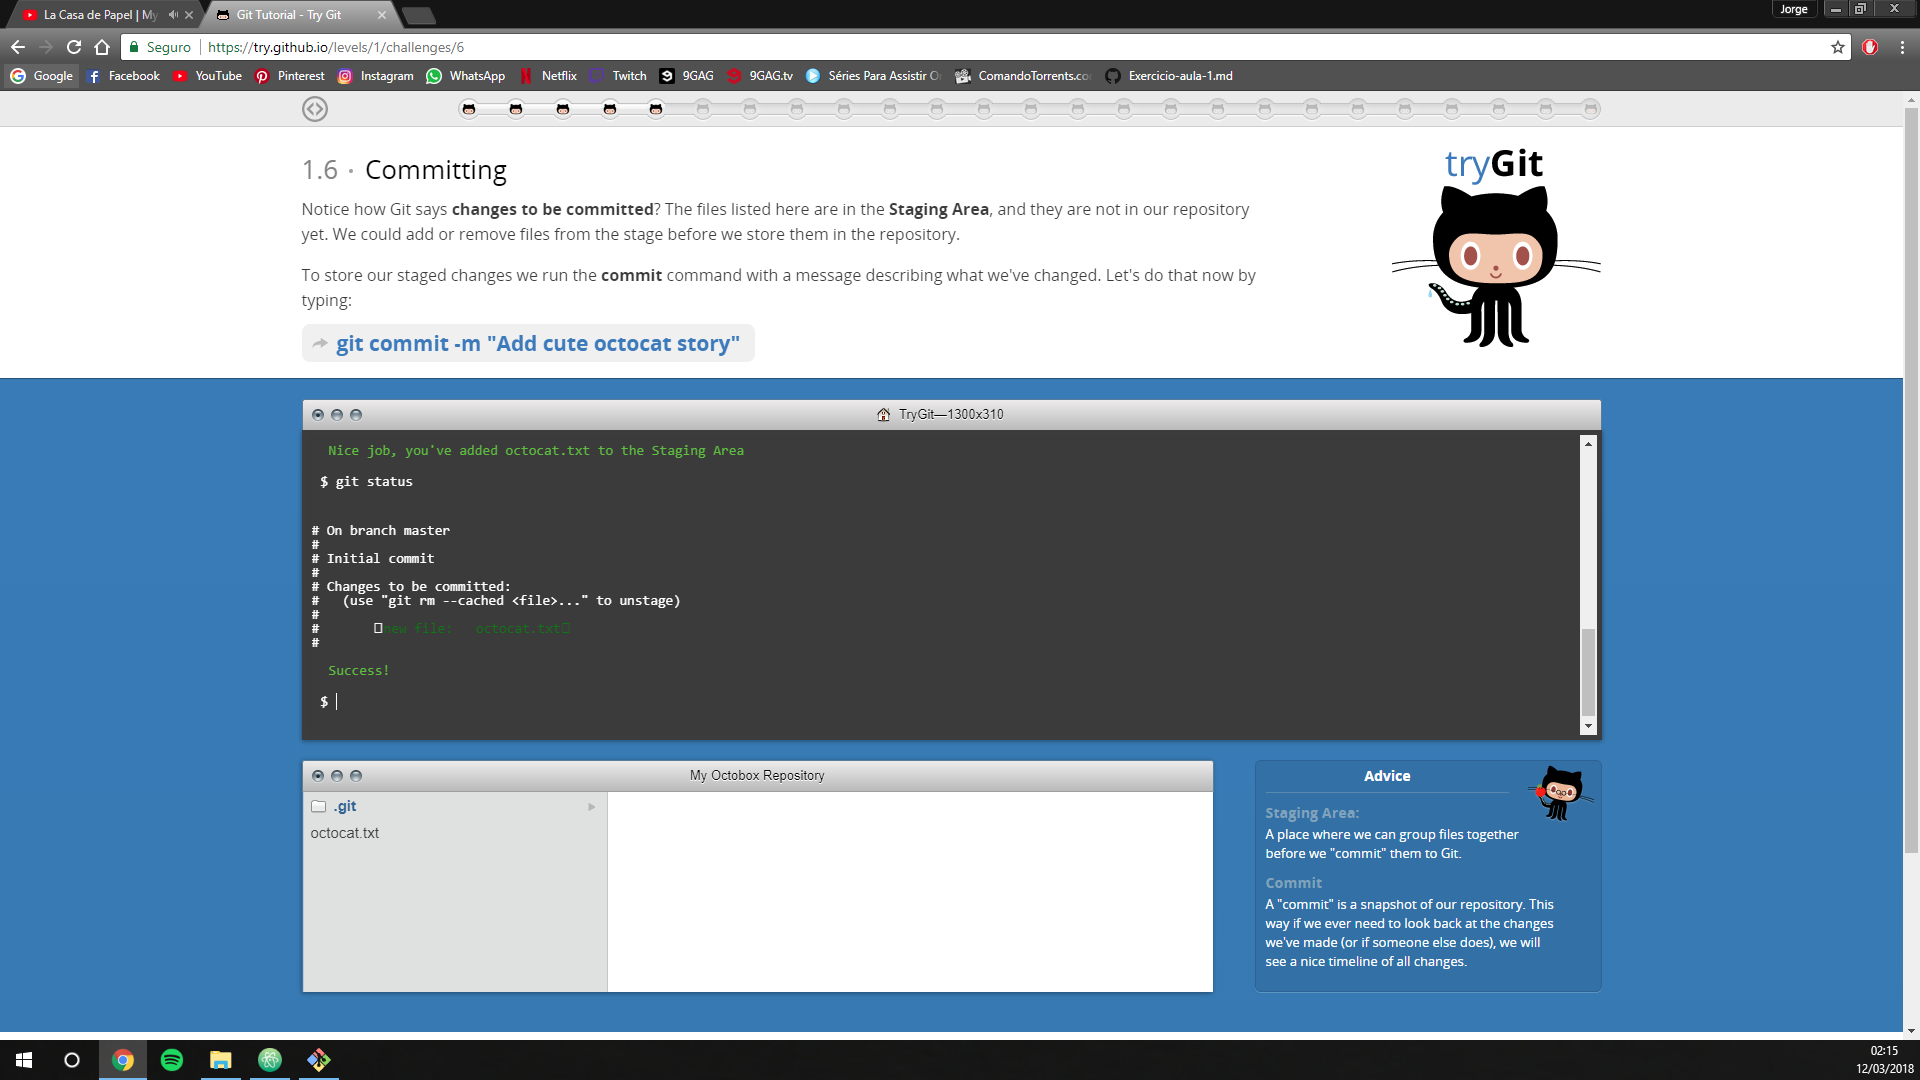 La Casa de Papel | My
Git Tutorial - Try Git
Jorge
Seguro
https://try.github.io/levels/1/challenges/6
Google
Facebook
YouTube
Pinterest
Instagram
WhatsApp
Netflix
Twitch
9GAG
9GAG.tv
Séries Para Assistir
ComandoTorrents.co
Exercicio-aula-1.md
1.6 · Committing
tryGit
Notice how Git says changes to be committed? The files listed here are in the Staging Area, and they are not in our repository
yet. We could add or remove files from the stage before we store them in the repository.
To store our staged changes we run the commit command with a message describing what we've changed. Let's do that now by
typing:
git commit -m "Add cute octocat story"
TryGit—1300x310
Nice job, you've added octocat.txt to the Staging Area
$ git status
# On branch master
#
# Initial commit
#
# Changes to be committed:
#   (use "git rm --cached <file>..." to unstage)
#
#       new file:   octocat.txt
#
Success!
$
My Octobox Repository
.git
octocat.txt
Advice
Staging Area:
A place where we can group files together
before we "commit" them to Git.
Commit
A "commit" is a snapshot of our repository. This
way if we ever need to look back at the changes
we've made (or if someone else does), we will
see a nice timeline of all changes.
02:15
12/03/2018